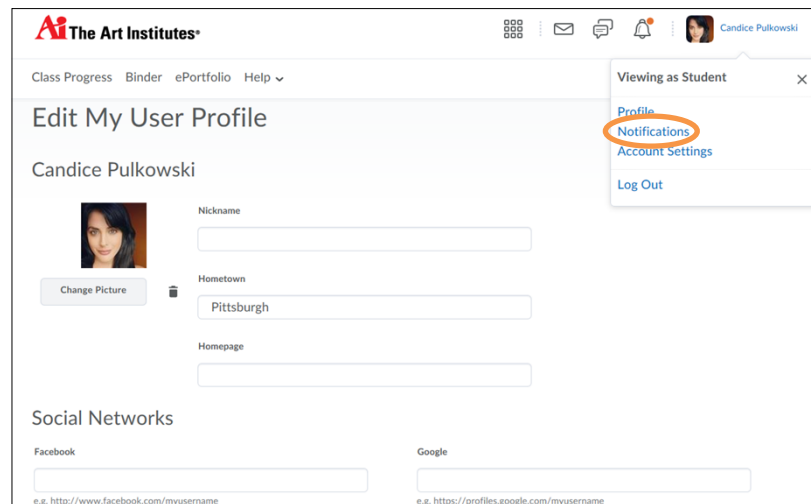 Ai The Art Institutes®
Candice Pulkowski
Class Progress Binder ePortfolio Help
Viewing as Student
Profile
Notifications
Account Settings
Log Out
Edit My User Profile
Candice Pulkowski
Nickname
Change Picture
Hometown
Pittsburgh
Homepage
Social Networks
Facebook
Google
e.g. http://www.facebook.com/myusername
e.g. https://profiles.google.com/myusername